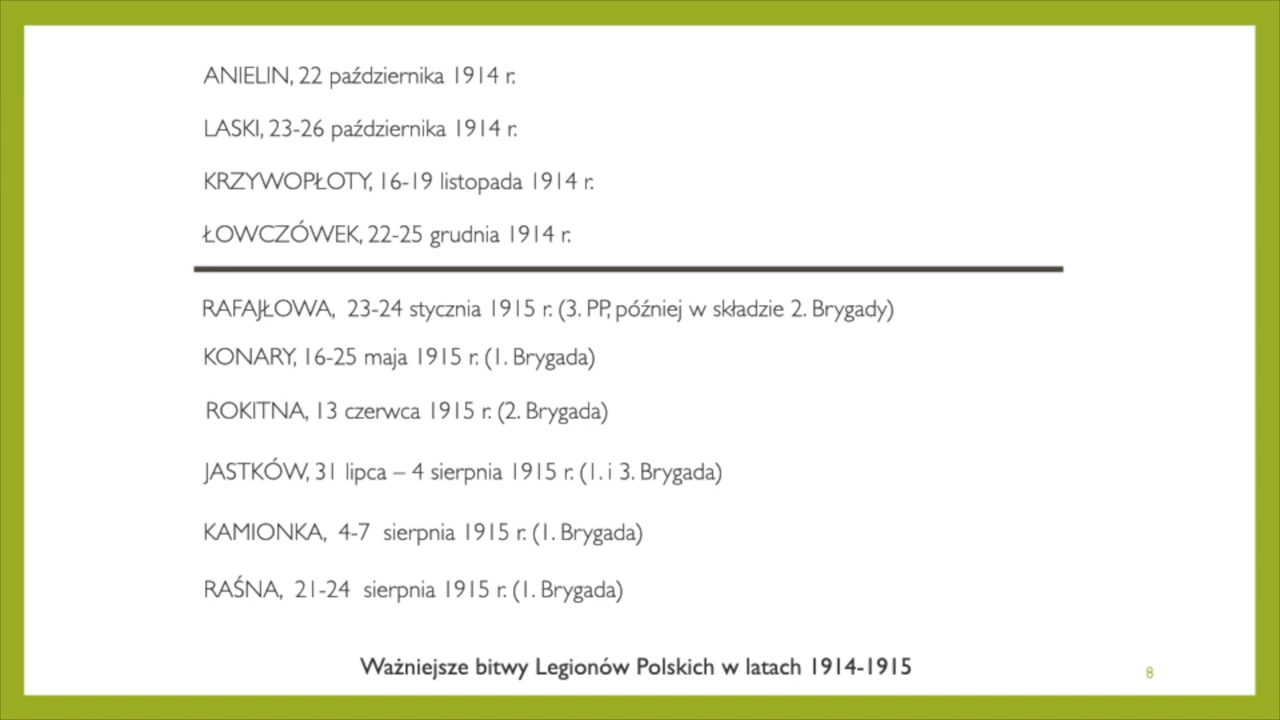 ANIELIN, 22 października 1914 r.
LASKI, 23-26 października 1914 r.
KRZYWOPŁOTY, 16-19 listopada 1914 r.
ŁOWCZÓWEK, 22-25 grudnia 1914 r.
RAFAJŁOWA, 23-24 stycznia 1915 r. (3. PP, później w składzie 2. Brygady)
KONARY, 16-25 maja 1915 r. (1. Brygada)
ROKITNA, 13 czerwca 1915 r. (2. Brygada)
JASTKÓW, 31 lipca – 4 sierpnia 1915 r. (1. i 3. Brygada)
KAMIONKA, 4-7 sierpnia 1915 r. (1. Brygada)
RAŚNA, 21-24 sierpnia 1915 r. (1. Brygada)
Ważniejsze bitwy Legionów Polskich w latach 1914-1915
8